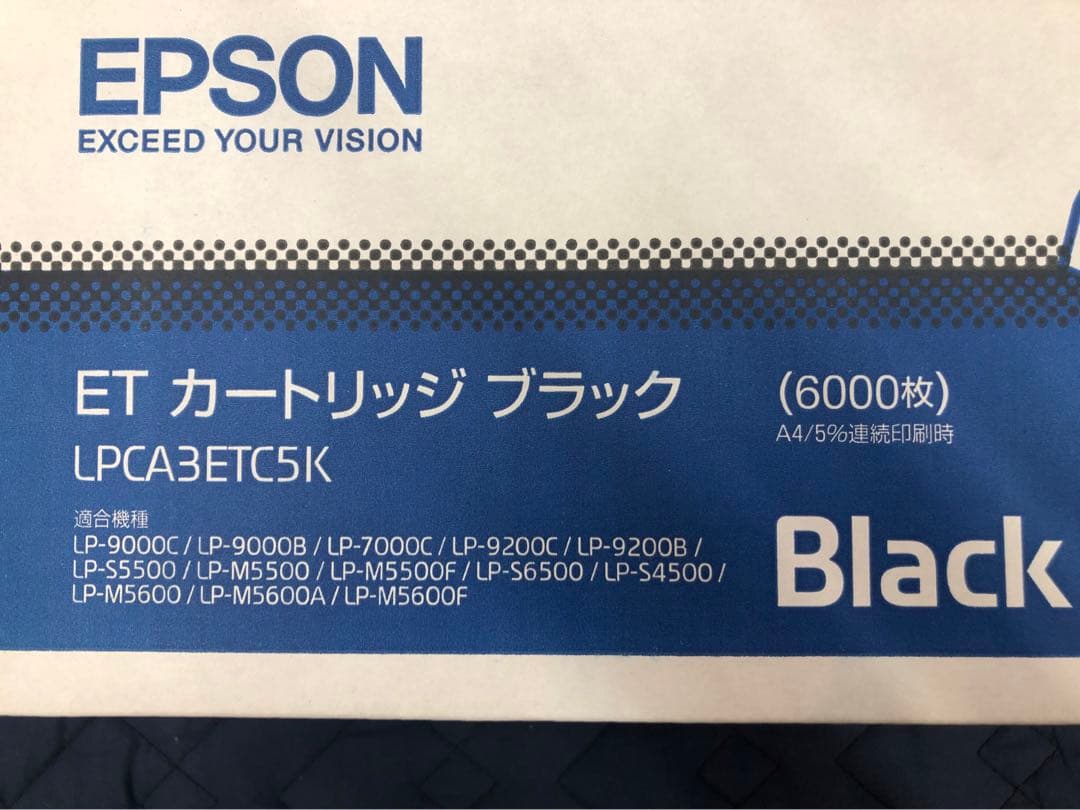 EPSON
EXCEED YOUR VISION
ET カートリッジ ブラック
(6000枚)
A4/5%連続印刷時
LPCA3ETC5K
適合機種
LP-9000C / LP-9000B / LP-7000C / LP-9200C / LP-9200B /
LP-S5500 / LP-M5500 / LP-M5500F / LP-S6500 / LP-S4500 /
LP-M5600 / LP-M5600A / LP-M5600F
Black